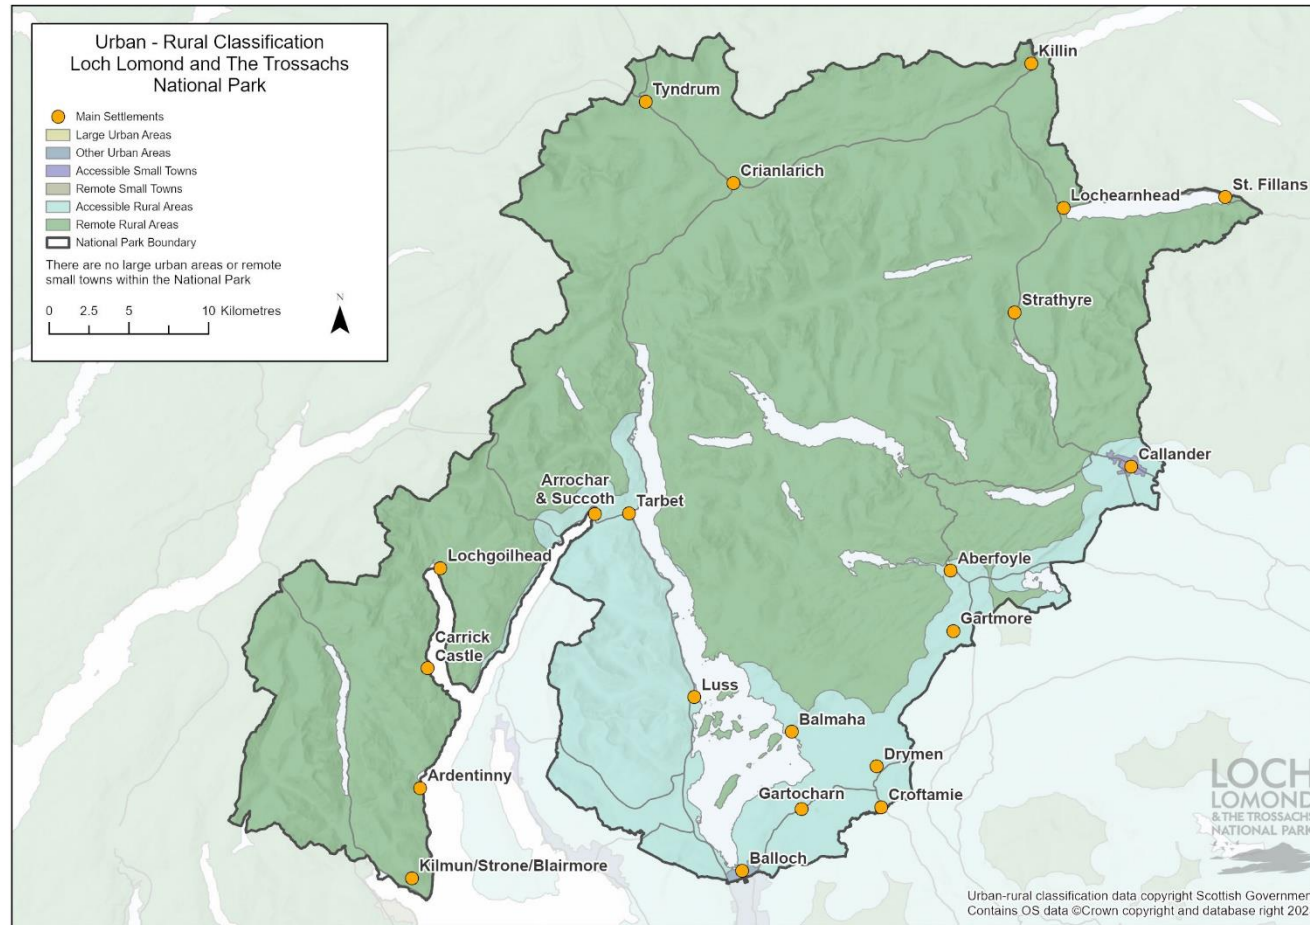 Urban - Rural Classification
Loch Lomond and The Trossachs
National Park
Main Settlements
Large Urban Areas
Other Urban Areas
Accessible Small Towns
Remote Small Towns
Accessible Rural Areas
Remote Rural Areas
National Park Boundary
There are no large urban areas or remote
small towns within the National Park
0 2.5 5 10 Kilometres
N
Killin
Tyndrum
Crianlarich
Lochearnhead
St. Fillans
Strathyre
Callander
Arrochar
& Succoth
Tarbet
Lochgoilhead
Aberfoyle
Gartmore
Carrick
Castle
Luss
Balmaha
Drymen
Ardentinny
Gartocharn
Croftamie
Balloch
Kilmun/Strone/Blairmore
LOCH
LOMOND
& THE TROSSACHS
NATIONAL PARK
Urban-rural classification data copyright Scottish Governmen
Contains OS data ©Crown copyright and database right 202